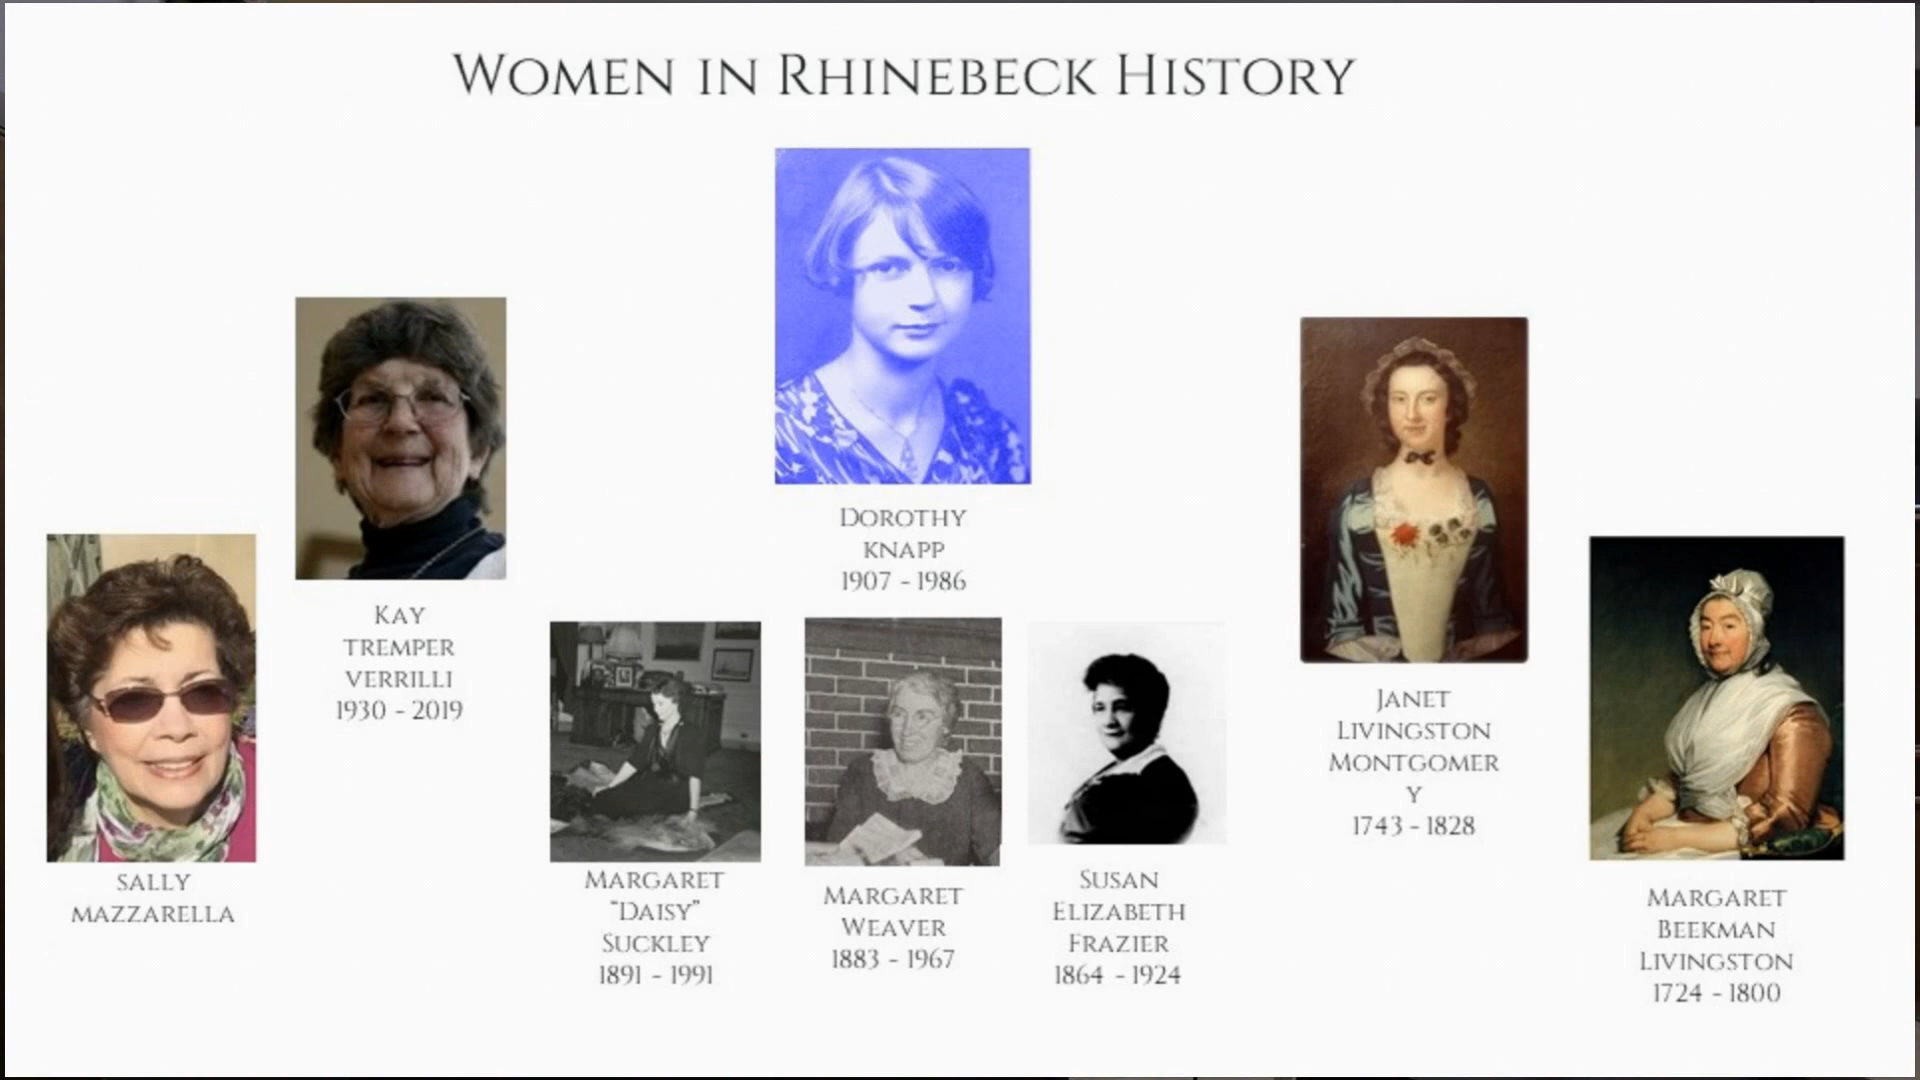 WOMEN IN RHINEBECK HISTORY
DOROTHY
KNAPP
1907 - 1986
KAY
TREMPER
VERRILLI
1930 - 2019
JANET
LIVINGSTON
MONTGOMER
Y
1743 - 1828
SALLY
MAZZARELLA
MARGARET
"DAISY"
SUCKLEY
1891 - 1991
MARGARET
WEAVER
1883 - 1967
SUSAN
ELIZABETH
FRAZIER
1864 - 1924
MARGARET
BEEKMAN
LIVINGSTON
1724 - 1800